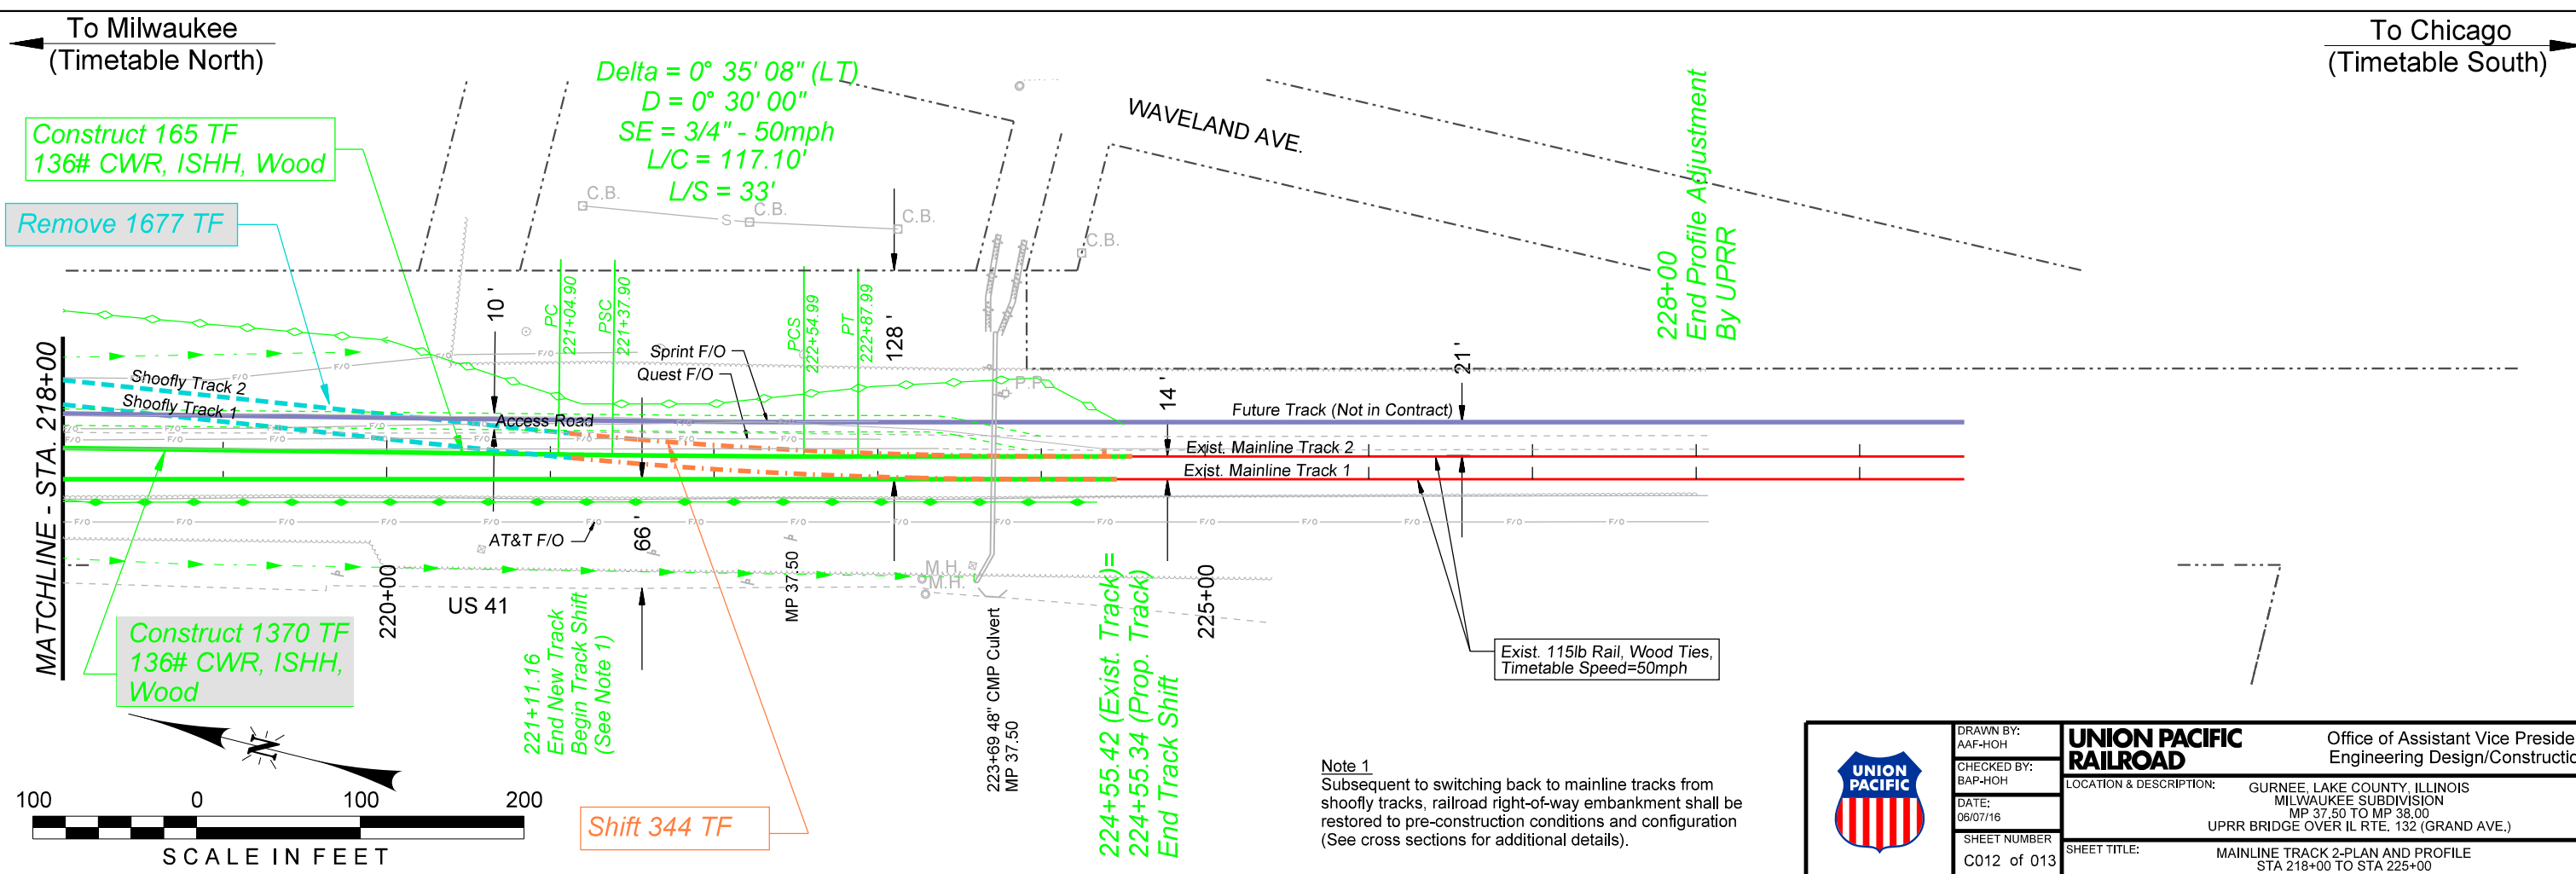 To Milwaukee
(Timetable North)
To Chicago
(Timetable South)
Delta = 0° 35' 08" (LT)
D = 0° 30' 00"
SE = 3/4" - 50mph
L/C = 117.10'
L/S = 33'
WAVELAND AVE.
Construct 165 TF
136# CWR, ISHH, Wood
Remove 1677 TF
C.B.
S
C.B.
C.B.
C.B.
228+00
End Profile Adjustment
By UPRR
MATCHLINE - STA. 218+00
10 '
PC
221+04.90
PSC
221+37.90
PCS
222+54.99
PT
222+87.99
128 '
Sprint F/O
Quest F/O
P.P.
14 '
21 '
Shoofly Track 2
Shoofly Track 1
Access Road
Future Track (Not in Contract)
Exist. Mainline Track 2
Exist. Mainline Track 1
F/O F/O F/O F/O F/O F/O F/O F/O F/O F/O F/O F/O F/O F/O F/O F/O
AT&T F/O
66 '
M.H.
M.H.
220+00
US 41
MP 37.50
225+00
221+11.16
End New Track
Begin Track Shift
(See Note 1)
223+69 48" CMP Culvert
MP 37.50
224+55.42 (Exist. Track)=
224+55.34 (Prop. Track)
End Track Shift
Exist. 115lb Rail, Wood Ties,
Timetable Speed=50mph
Construct 1370 TF
136# CWR, ISHH,
Wood
N
100 0 100 200
SCALE IN FEET
Shift 344 TF
Note 1
Subsequent to switching back to mainline tracks from
shoofly tracks, railroad right-of-way embankment shall be
restored to pre-construction conditions and configuration
(See cross sections for additional details).
UNION
PACIFIC
DRAWN BY:
AAF-HOH
CHECKED BY:
BAP-HOH
DATE:
06/07/16
SHEET NUMBER
C012 of 013
UNION PACIFIC
RAILROAD
Office of Assistant Vice Preside
Engineering Design/Constructio
LOCATION & DESCRIPTION:
GURNEE, LAKE COUNTY, ILLINOIS
MILWAUKEE SUBDIVISION
MP 37.50 TO MP 38.00
UPRR BRIDGE OVER IL RTE. 132 (GRAND AVE.)
SHEET TITLE:
MAINLINE TRACK 2-PLAN AND PROFILE
STA 218+00 TO STA 225+00